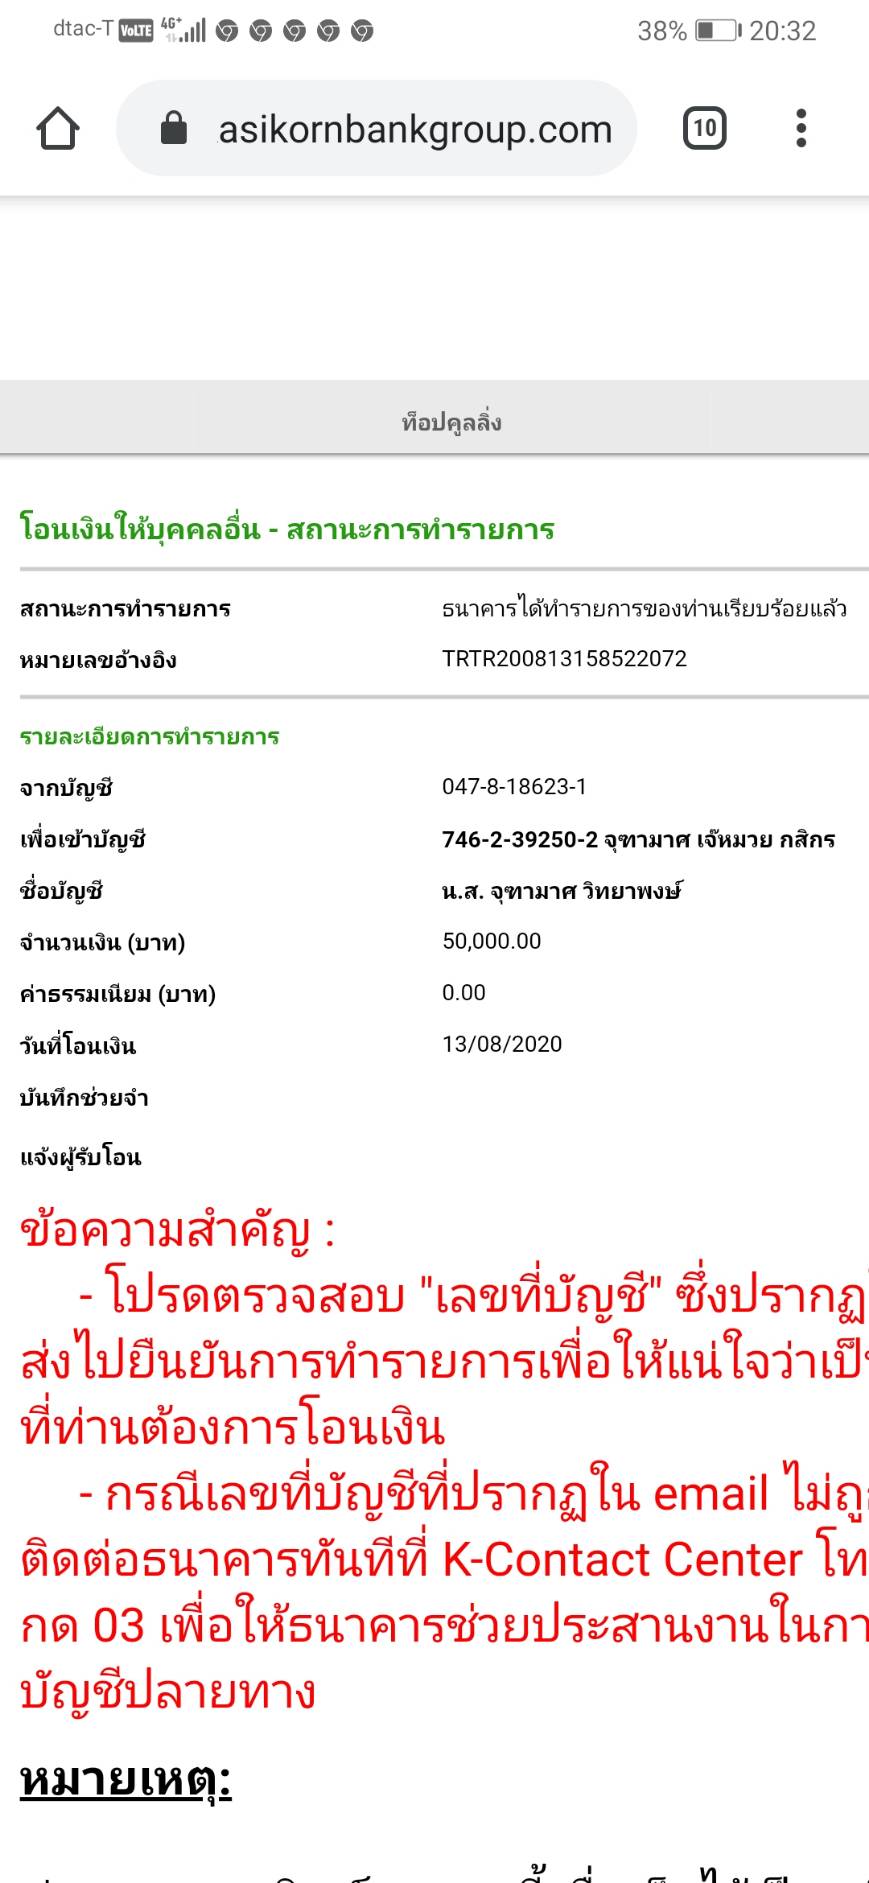 dtac-T VoLTE 4G+ 38% 20:32
asikornbankgroup.com 10
ท็อปคูลลิ่ง
โอนเงินให้บุคคลอื่น - สถานะการทำรายการ
สถานะการทำรายการ ธนาคารได้ทำรายการของท่านเรียบร้อยแล้ว
หมายเลขอ้างอิง TRTR200813158522072
รายละเอียดการทำรายการ
จากบัญชี 047-8-18623-1
เพื่อเข้าบัญชี 746-2-39250-2 จุฑามาศ เจ๊หมวย กสิกร
ชื่อบัญชี น.ส. จุฑามาศ วิทยาพงษ์
จำนวนเงิน (บาท) 50,000.00
ค่าธรรมเนียม (บาท) 0.00
วันที่โอนเงิน 13/08/2020
บันทึกช่วยจำ
แจ้งผู้รับโอน
ข้อความสำคัญ :
- โปรดตรวจสอบ "เลขที่บัญชี" ซึ่งปรากฏ
ส่งไปยืนยันการทำรายการเพื่อให้แน่ใจว่า
ที่ท่านต้องการโอนเงิน
- กรณีเลขที่บัญชีที่ปรากฏใน email
ติดต่อธนาคารทันทีที่ K-Contact Center
กด 03 เพื่อให้ธนาคารช่วยประสานงานใน
บัญชีปลายทาง
หมายเหตุ: